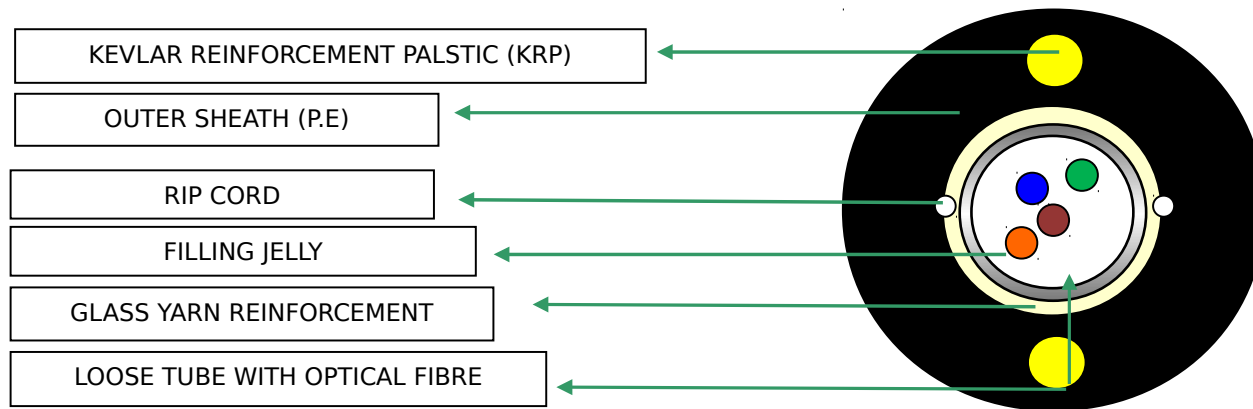 KEVLAR REINFORCEMENT PALSTIC (KRP)
OUTER SHEATH (P.E)
RIP CORD
FILLING JELLY
GLASS YARN REINFORCEMENT
LOOSE TUBE WITH OPTICAL FIBRE